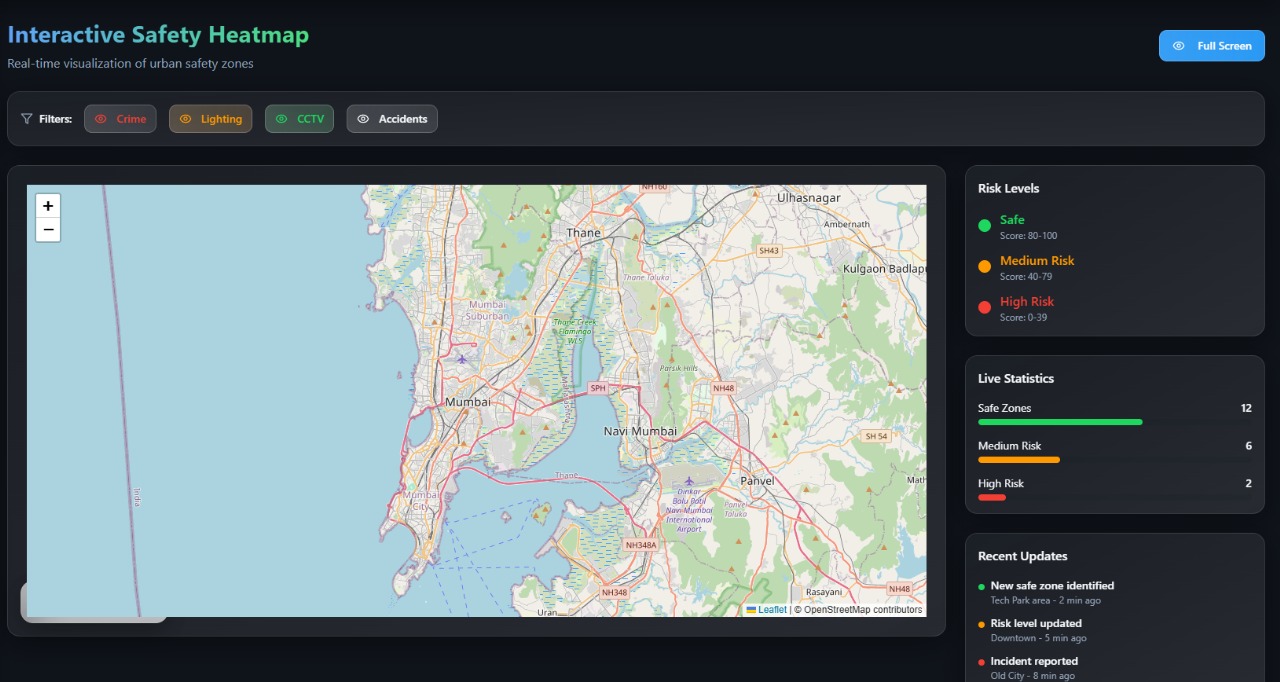 Interactive Safety Heatmap
Real-time visualization of urban safety zones
Full Screen
Filters:
Crime
Lighting
CCTV
Accidents
+
−
NH160
Ulhasnagar
Thane
Ambernath
SH43
Kulgaon Badlapu
Thane Taluka
Mumbai
Suburban
Thane Creek
Flamingo
WLS
Parsik Hills
SPH
NH48
Mumbai
Navi Mumbai
SH 54
Thane
Panvel
Math
India
Mumbai
City
Dinkar
Balu Patil
Navi Mumbai
International
Airport
Panvel
Taluka
NH348A
NH348
Rasayani
NH48
Uran
Leaflet | © OpenStreetMap contributors
Risk Levels
Safe
Score: 80-100
Medium Risk
Score: 40-79
High Risk
Score: 0-39
Live Statistics
Safe Zones 12
Medium Risk 6
High Risk 2
Recent Updates
New safe zone identified
Tech Park area - 2 min ago
Risk level updated
Downtown - 5 min ago
Incident reported
Old City - 8 min ago